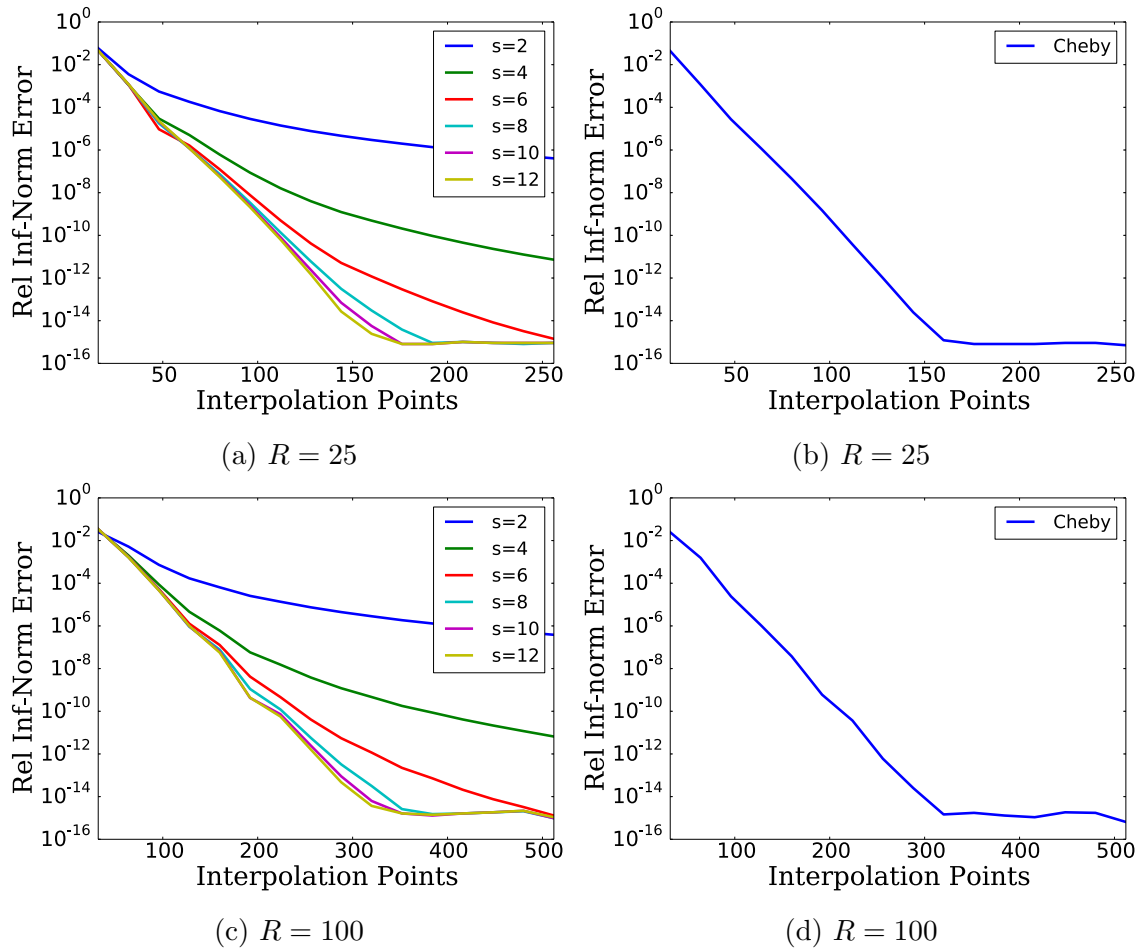 10^0
10^-2
10^-4
10^-6
10^-8
10^-10
10^-12
10^-14
10^-16
Rel Inf-Norm Error
s=2
s=4
s=6
s=8
s=10
s=12
50
100
150
200
250
Interpolation Points
(a) R = 25
10^0
10^-2
10^-4
10^-6
10^-8
10^-10
10^-12
10^-14
10^-16
Rel Inf-norm Error
Cheby
50
100
150
200
250
Interpolation Points
(b) R = 25
10^0
10^-2
10^-4
10^-6
10^-8
10^-10
10^-12
10^-14
10^-16
Rel Inf-Norm Error
s=2
s=4
s=6
s=8
s=10
s=12
100
200
300
400
500
Interpolation Points
(c) R = 100
10^0
10^-2
10^-4
10^-6
10^-8
10^-10
10^-12
10^-14
10^-16
Rel Inf-norm Error
Cheby
100
200
300
400
500
Interpolation Points
(d) R = 100